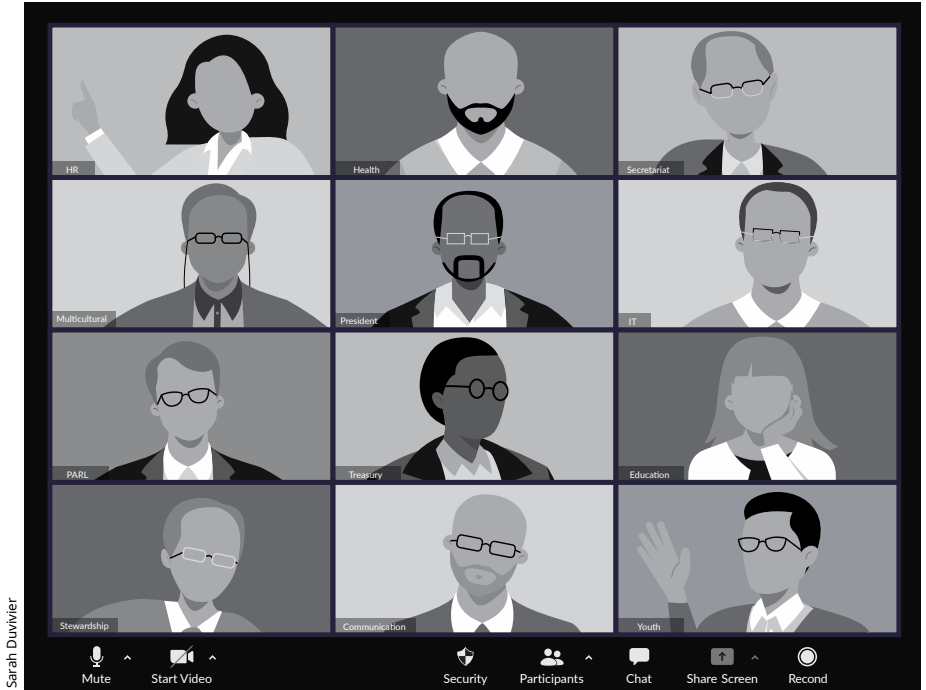 HR
Health
Secretariat
Multicultural
President
IT
PARL
Treasury
Education
Stewardship
Communication
Youth
Mute
Start Video
Security
Participants
Chat
Share Screen
Recond
Sarah Duvivier